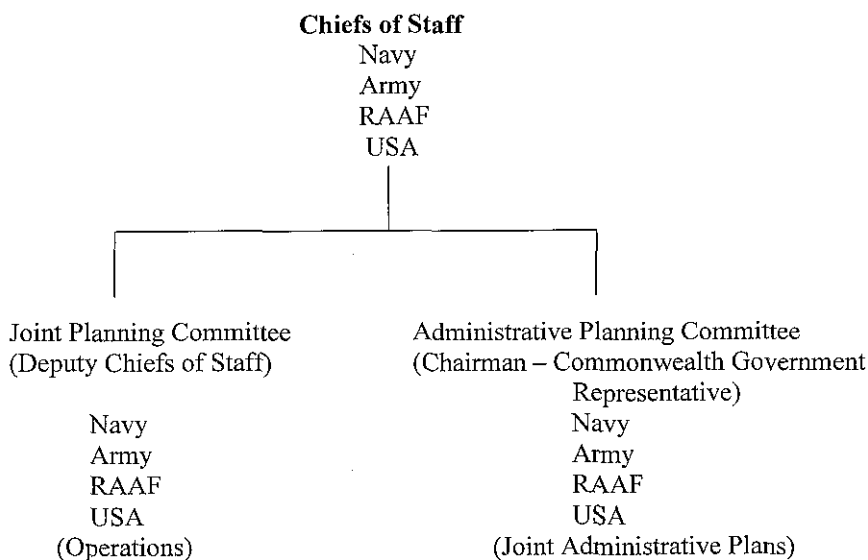 Chiefs of Staff
Navy
Army
RAAF
USA
Joint Planning Committee
(Deputy Chiefs of Staff)
Navy
Army
RAAF
USA
(Operations)
Administrative Planning Committee
(Chairman – Commonwealth Government
Representative)
Navy
Army
RAAF
USA
(Joint Administrative Plans)